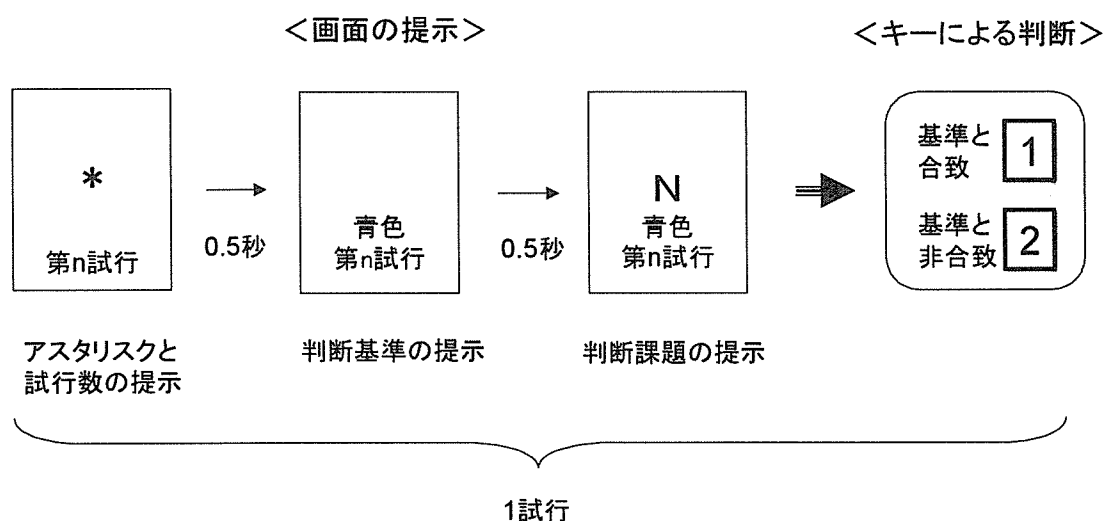 ＜画面の提示＞
＜キーによる判断＞
*
第n試行
0.5秒
青色
第n試行
0.5秒
N
青色
第n試行
基準と
合致
1
基準と
非合致
2
アスタリスクと
試行数の提示
判断基準の提示
判断課題の提示
1試行